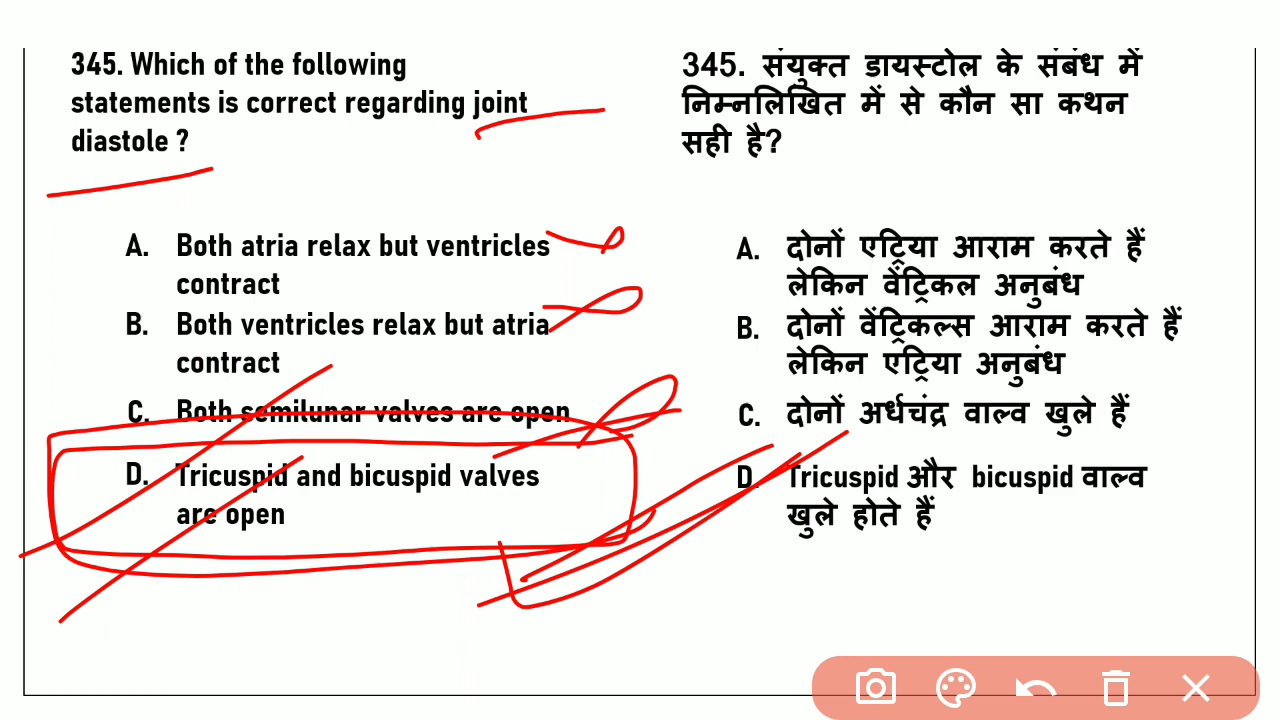 345. Which of the following
statements is correct regarding joint
diastole ?
A. Both atria relax but ventricles
contract
B. Both ventricles relax but atria
contract
C. Both semilunar valves are open
D. Tricuspid and bicuspid valves
are open
345. संयुक्त डायस्टोल के संबंध में
निम्नलिखित में से कौन सा कथन
सही है?
A. दोनों एट्रिया आराम करते हैं
लेकिन वेंट्रिकल अनुबंध
B. दोनों वेंट्रिकल्स आराम करते हैं
लेकिन एट्रिया अनुबंध
C. दोनों अर्धचंद्र वाल्व खुले हैं
D. Tricuspid और bicuspid वाल्व
खुले होते हैं